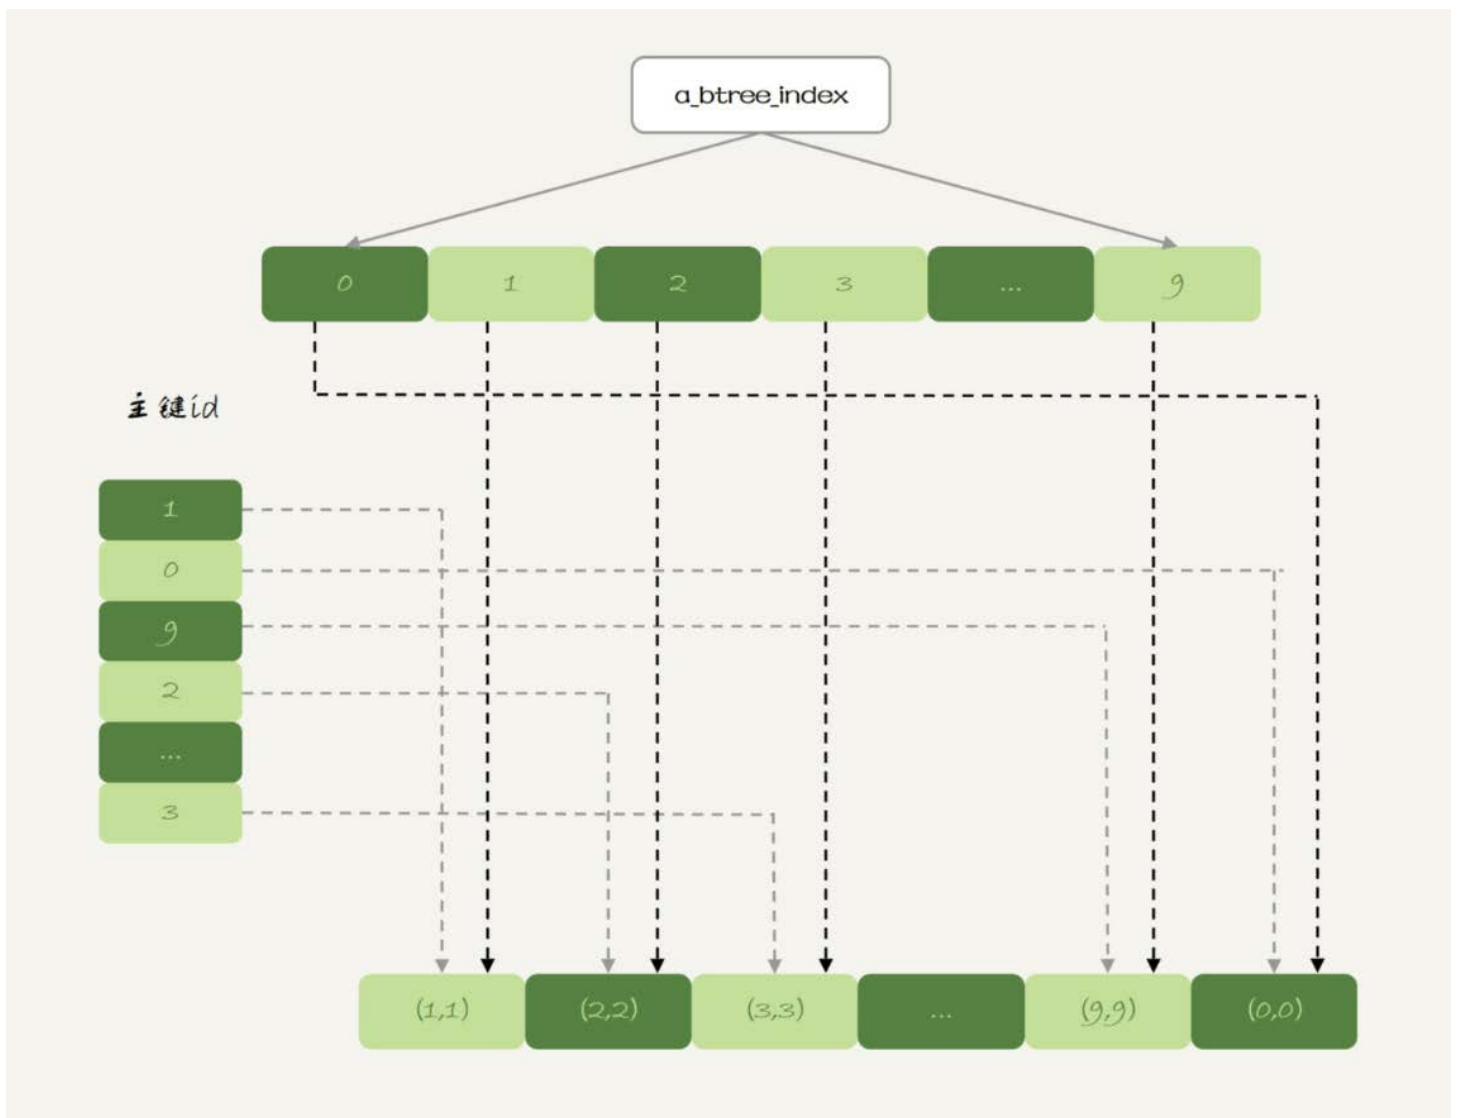 a_btree_index
0 1 2 3 ... 9
主键id
1
0
9
2
...
3
(1,1) (2,2) (3,3) ... (9,9) (0,0)